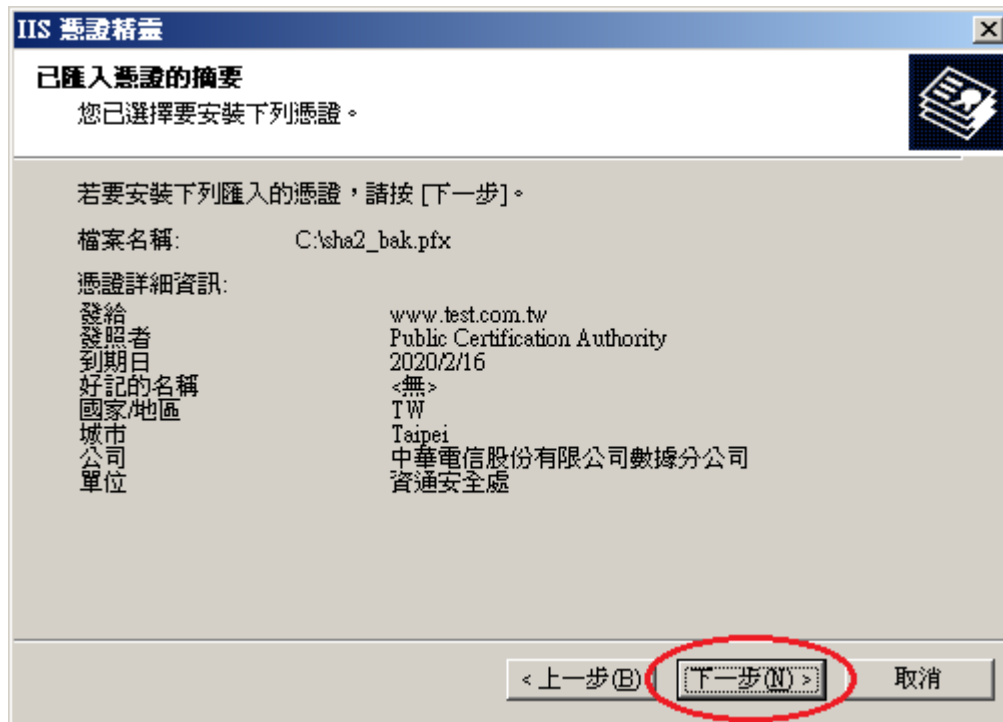 IIS 憑證精靈
已匯入憑證的摘要
您已選擇要安裝下列憑證。
若要安裝下列匯入的憑證，請按 [下一步]。
檔案名稱: C:\sha2_bak.pfx
憑證詳細資訊:
發給 www.test.com.tw
發照者 Public Certification Authority
到期日 2020/2/16
好記的名稱 <無>
國家/地區 TW
城市 Taipei
公司 中華電信股份有限公司數據分公司
單位 資通安全處
< 上一步(B) 下一步(N) > 取消